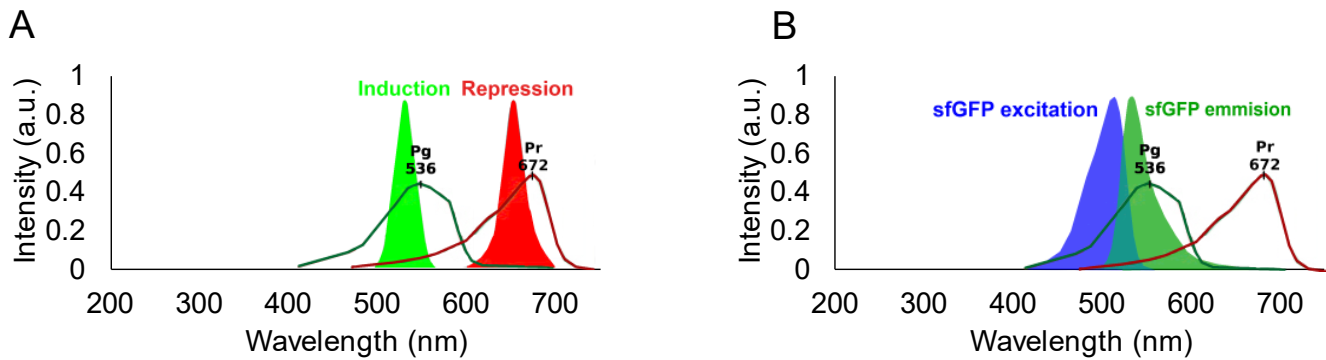 A
Intensity (a.u.)
1
0.8
0.6
0.4
0.2
0
Induction Repression
Pg
536
Pr
672
200 300 400 500 600 700
Wavelength (nm)
B
Intensity (a.u.)
1
0.8
0.6
0.4
0.2
0
sfGFP excitation sfGFP emmision
Pg
536
Pr
672
200 300 400 500 600 700
Wavelength (nm)